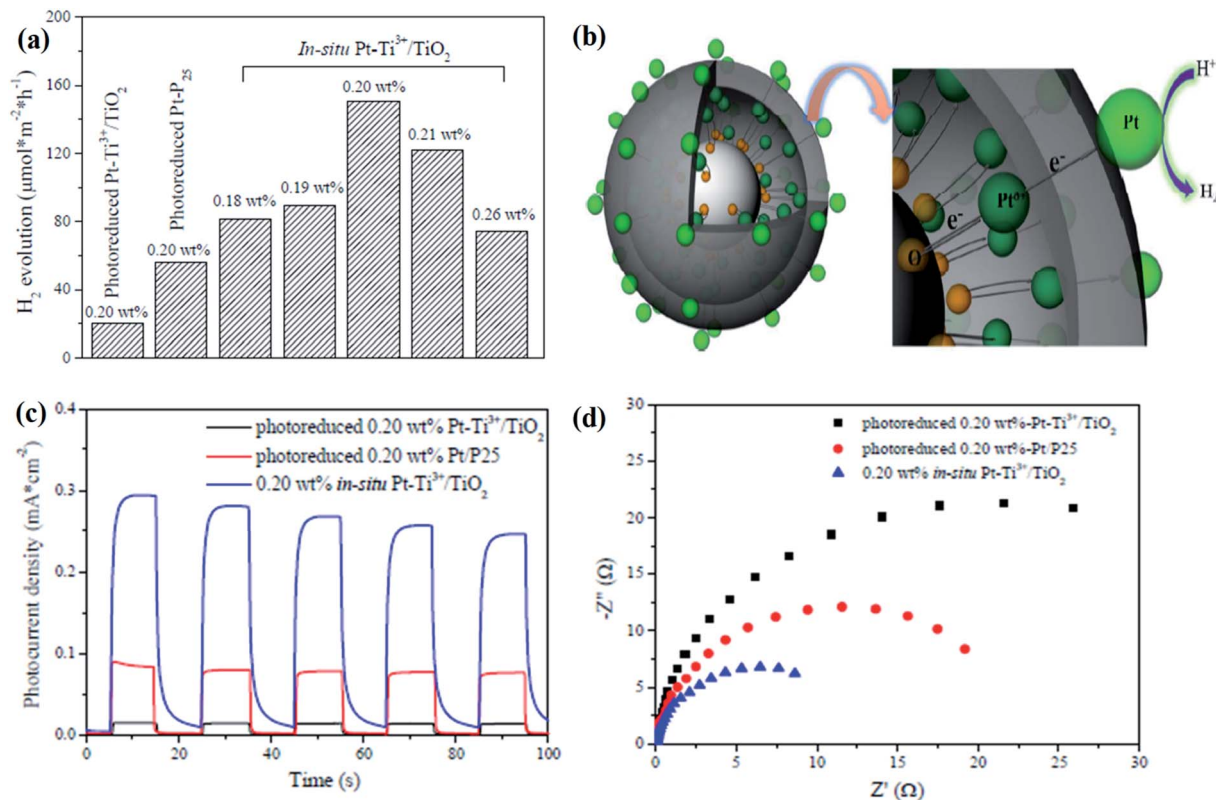 (a)
H₂ evolution (μmol*m⁻²*h⁻¹)
200
160
120
80
40
0
Photoreduced Pt-Ti³⁺/TiO₂
0.20 wt%
Photoreduced Pt-P₂₅
0.20 wt%
In-situ Pt-Ti³⁺/TiO₂
0.18 wt%
0.19 wt%
0.20 wt%
0.21 wt%
0.26 wt%
(b)
Pt
H⁺
e⁻
Ptᵟ⁺
e⁻
O
(c)
Photocurrent density (mA*cm⁻²)
0.4
0.3
0.2
0.1
0.0
photoreduced 0.20 wt% Pt-Ti³⁺/TiO₂
photoreduced 0.20 wt% Pt/P25
0.20 wt% in-situ Pt-Ti³⁺/TiO₂
0 20 40 60 80 100
Time (s)
(d)
-Z'' (Ω)
30
25
20
15
10
5
0
photoreduced 0.20 wt%-Pt-Ti³⁺/TiO₂
photoreduced 0.20 wt%-Pt/P25
0.20 wt% in-situ Pt-Ti³⁺/TiO₂
0 5 10 15 20 25 30
Z' (Ω)